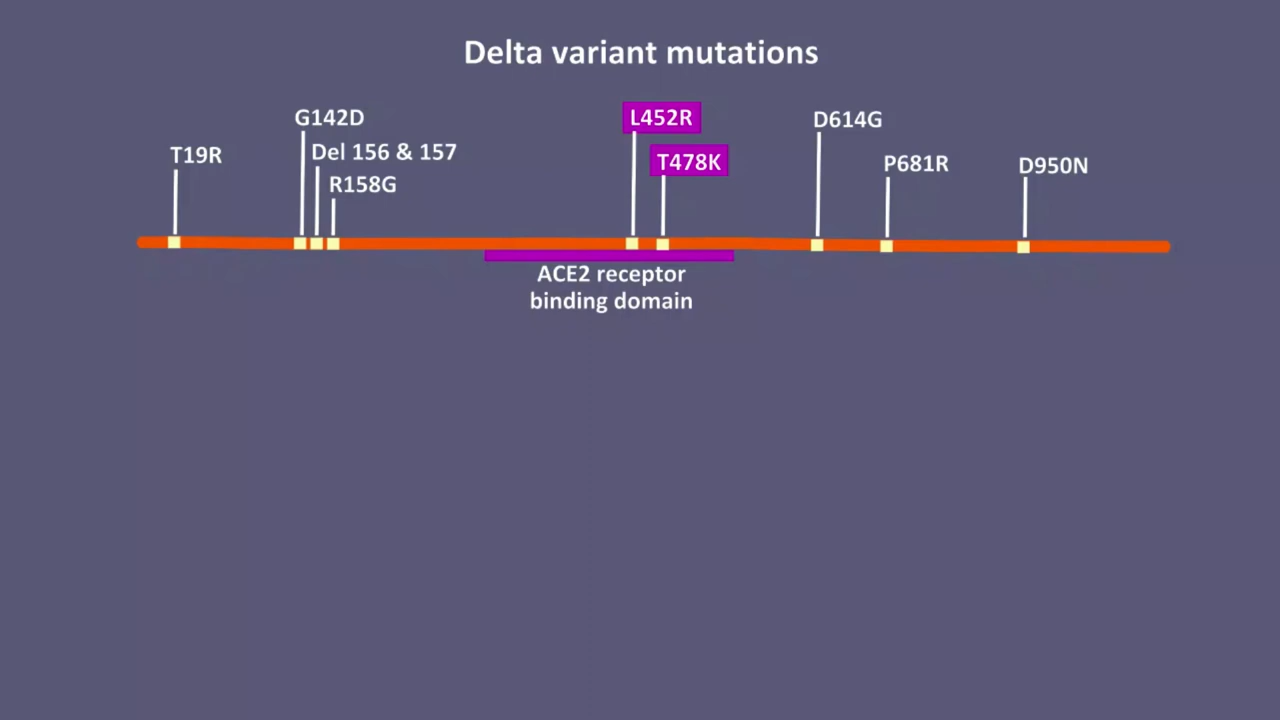 Delta variant mutations
G142D
L452R
D614G
T19R
Del 156 & 157
T478K
P681R
D950N
R158G
ACE2 receptor
binding domain